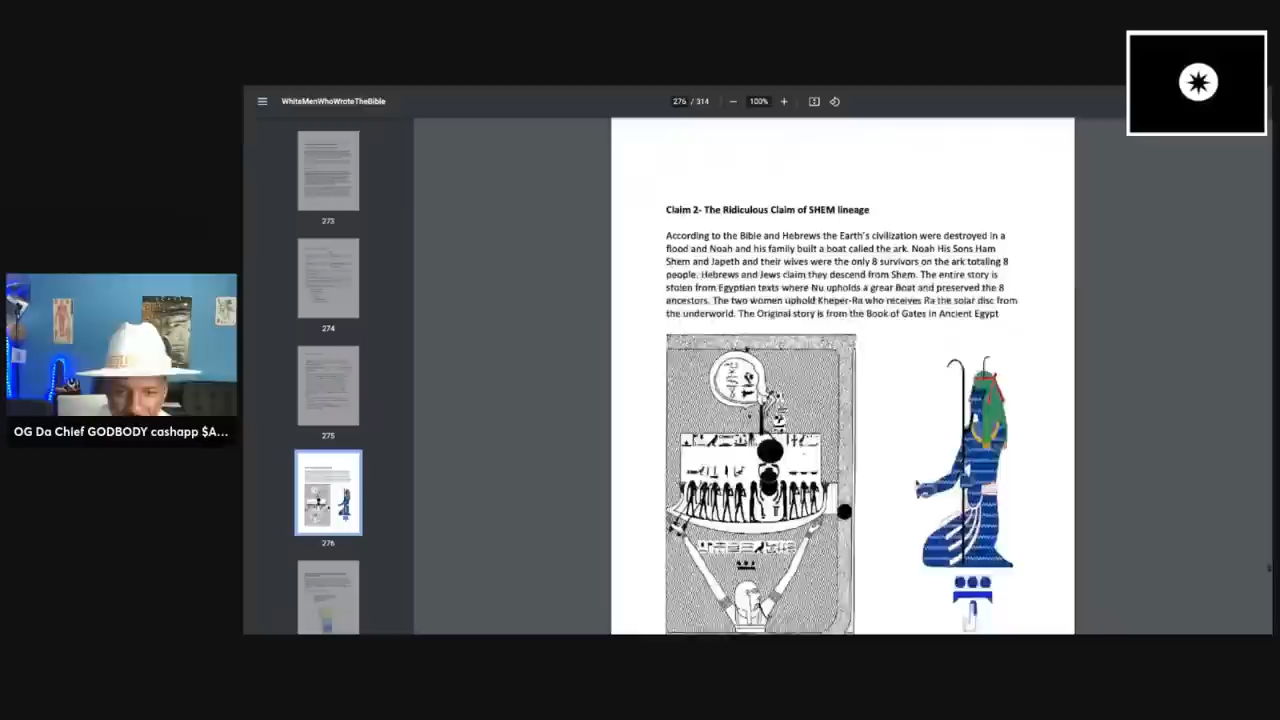 WhiteMenWhoWroteTheBible
276 / 314
100%
273
274
275
276
Claim 2- The Ridiculous Claim of SHEM lineage
According to the Bible and Hebrews the Earth's civilization were destroyed in a
flood and Noah and his family built a boat called the ark. Noah His Sons Ham
Shem and Japeth and their wives were the only 8 survivors on the ark totaling 8
people. Hebrews and Jews claim they descend from Shem. The entire story is
stolen from Egyptian texts where Nu upholds a great Boat and preserved the 8
ancestors. The two women uphold Kheper-Ra who receives Ra the solar disc from
the underworld. The Original story is from the Book of Gates in Ancient Egypt
OG Da Chief GODBODY cashapp $A...